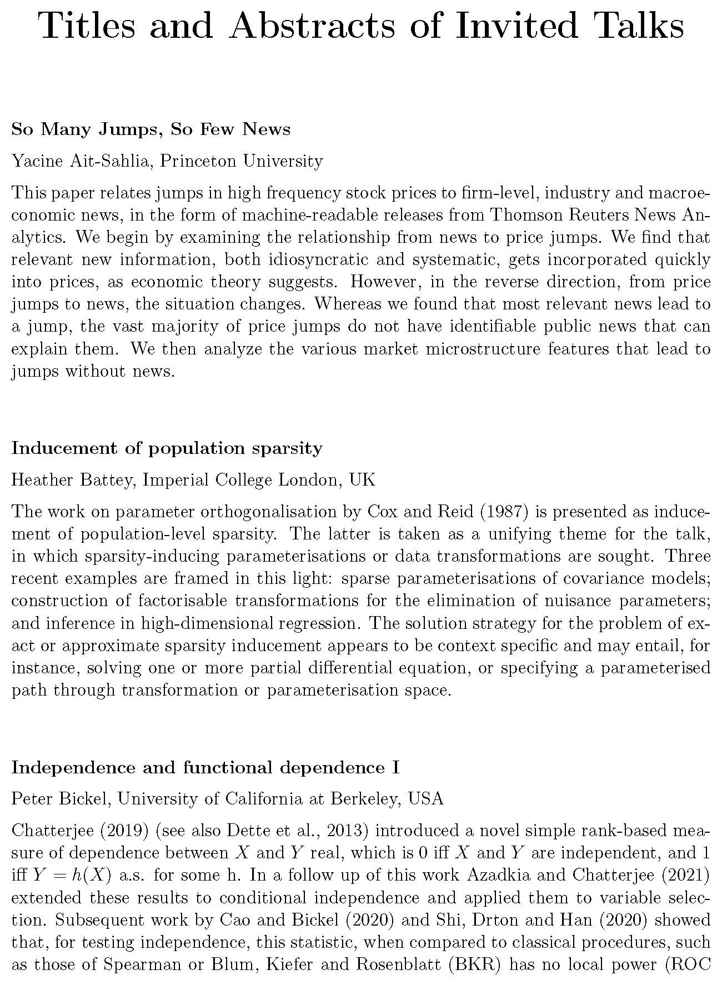 Titles and Abstracts of Invited Talks
So Many Jumps, So Few News
Yacine Ait-Sahlia, Princeton University
This paper relates jumps in high frequency stock prices to firm-level, industry and macroe-
conomic news, in the form of machine-readable releases from Thomson Reuters News An-
alytics. We begin by examining the relationship from news to price jumps. We find that
relevant new information, both idiosyncratic and systematic, gets incorporated quickly
into prices, as economic theory suggests. However, in the reverse direction, from price
jumps to news, the situation changes. Whereas we found that most relevant news lead to
a jump, the vast majority of price jumps do not have identifiable public news that can
explain them. We then analyze the various market microstructure features that lead to
jumps without news.
Inducement of population sparsity
Heather Battey, Imperial College London, UK
The work on parameter orthogonalisation by Cox and Reid (1987) is presented as induce-
ment of population-level sparsity. The latter is taken as a unifying theme for the talk,
in which sparsity-inducing parameterisations or data transformations are sought. Three
recent examples are framed in this light: sparse parameterisations of covariance models;
construction of factorisable transformations for the elimination of nuisance parameters;
and inference in high-dimensional regression. The solution strategy for the problem of ex-
act or approximate sparsity inducement appears to be context specific and may entail, for
instance, solving one or more partial differential equation, or specifying a parameterised
path through transformation or parameterisation space.
Independence and functional dependence I
Peter Bickel, University of California at Berkeley, USA
Chatterjee (2019) (see also Dette et al., 2013) introduced a novel simple rank-based mea-
sure of dependence between X and Y real, which is 0 iff X and Y are independent, and 1
iff Y = h(X) a.s. for some h. In a follow up of this work Azadkia and Chatterjee (2021)
extended these results to conditional independence and applied them to variable selec-
tion. Subsequent work by Cao and Bickel (2020) and Shi, Drton and Han (2020) showed
that, for testing independence, this statistic, when compared to classical procedures, such
as those of Spearman or Blum, Kiefer and Rosenblatt (BKR) has no local power (ROC